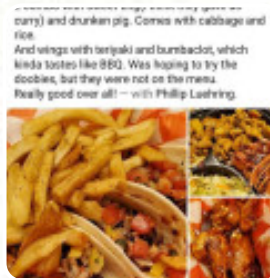 curry) and drunken pig. Comes with cabbage and
rice.
And wings with teriyaki and bumbaclot, which
kinda tastes like BBQ. Was hoping to try the
doobies, but they were not on the menu.
Really good over all! — with Phillip Luehring.